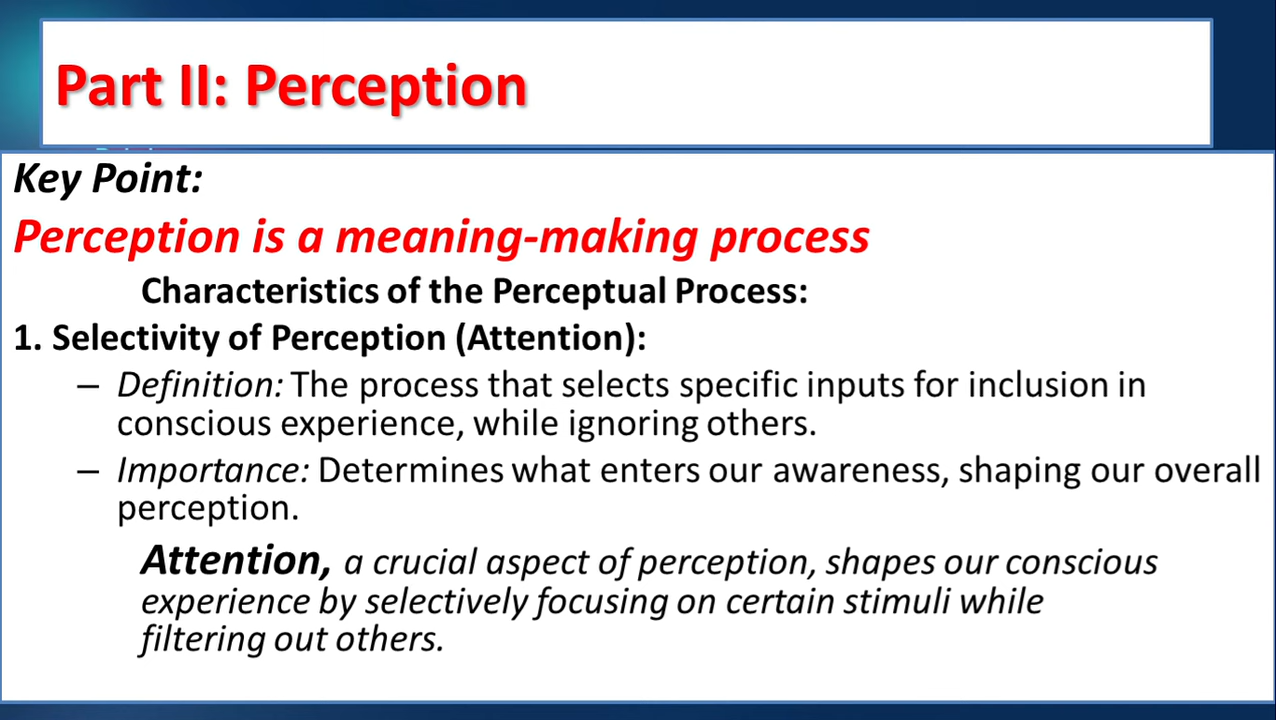 Part II: Perception
Key Point:
Perception is a meaning-making process
Characteristics of the Perceptual Process:
1. Selectivity of Perception (Attention):
– Definition: The process that selects specific inputs for inclusion in
conscious experience, while ignoring others.
– Importance: Determines what enters our awareness, shaping our overall
perception.
Attention, a crucial aspect of perception, shapes our conscious
experience by selectively focusing on certain stimuli while
filtering out others.